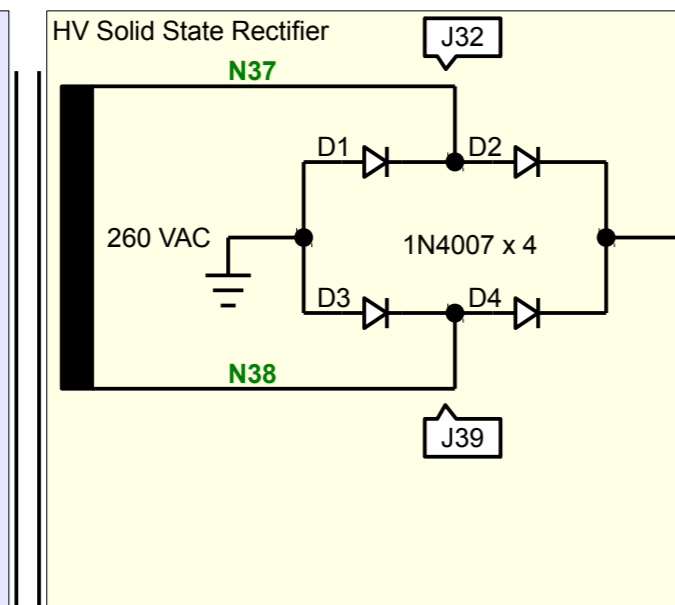 HV Solid State Rectifier
J32
N37
D1
D2
260 VAC
1N4007 x 4
D3
D4
N38
J39